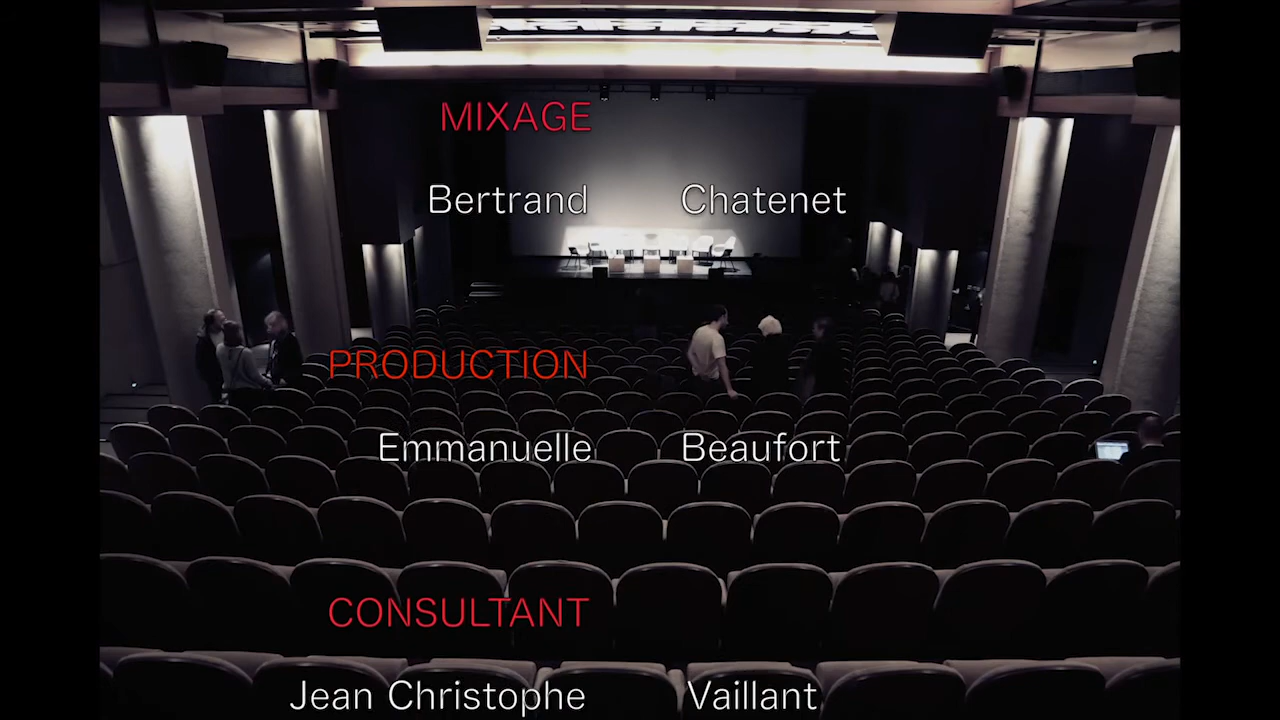 MIXAGE
Bertrand Chatenet
PRODUCTION
Emmanuelle Beaufort
CONSULTANT
Jean Christophe Vaillant